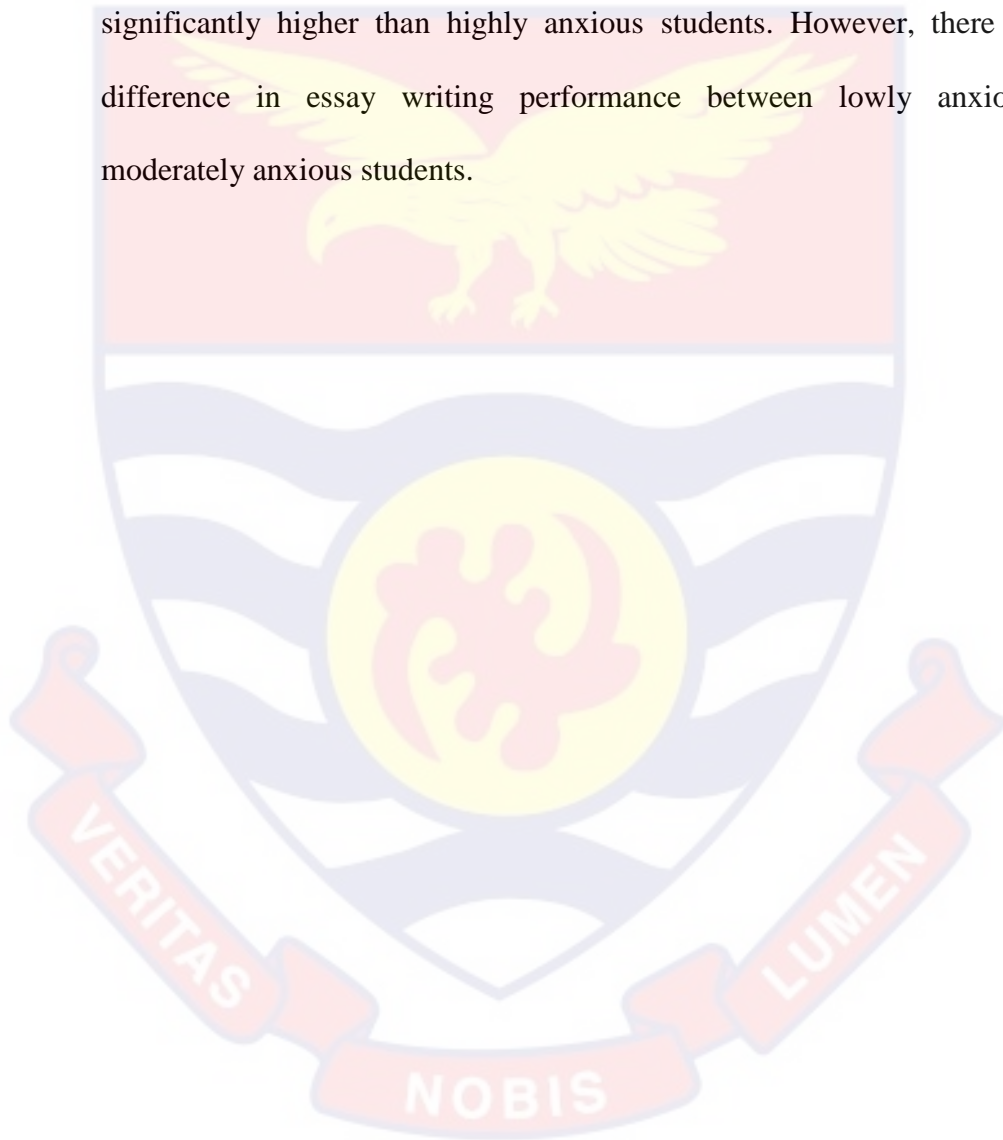 significantly higher than highly anxious students. However, there
difference in essay writing performance between lowly
moderately anxious students.
VERITAS
NOBIS
LUMEN